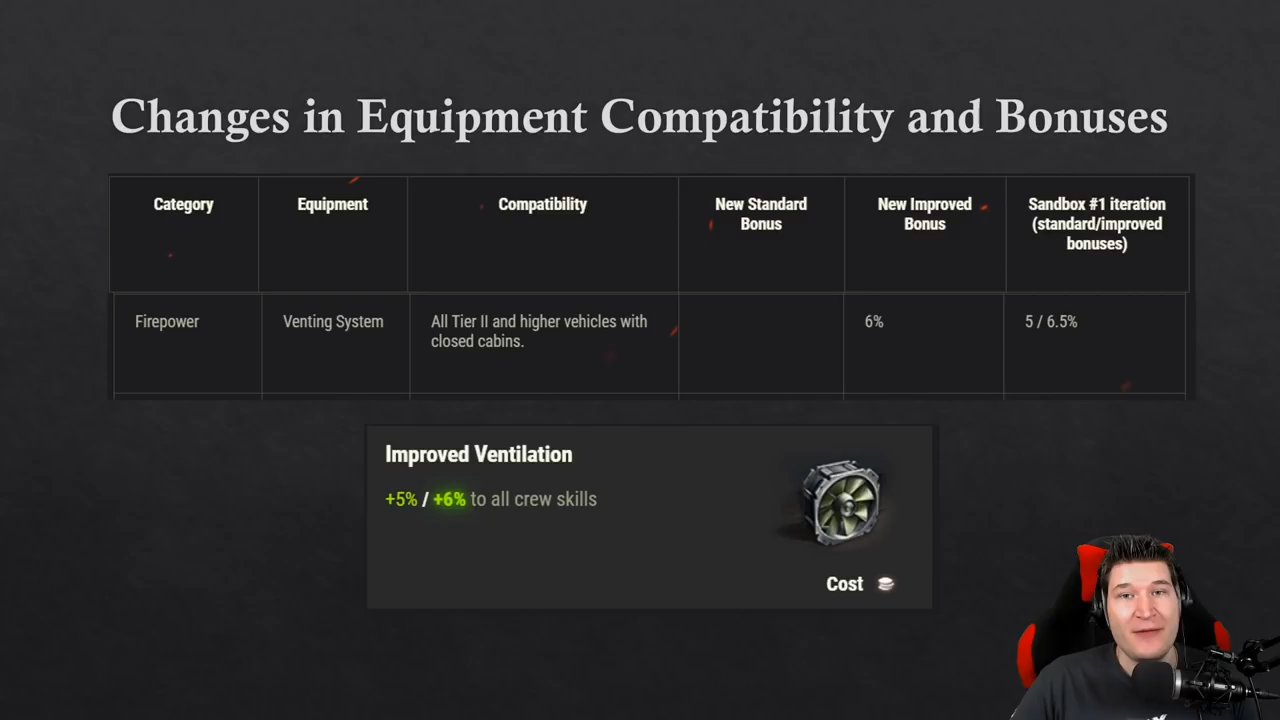 Changes in Equipment Compatibility and Bonuses
Category
Equipment
Compatibility
New Standard
Bonus
New Improved
Bonus
Sandbox #1 iteration
(standard/improved
bonuses)
Firepower
Venting System
All Tier II and higher vehicles with
closed cabins.
6%
5 / 6.5%
Improved Ventilation
+5% / +6% to all crew skills
Cost